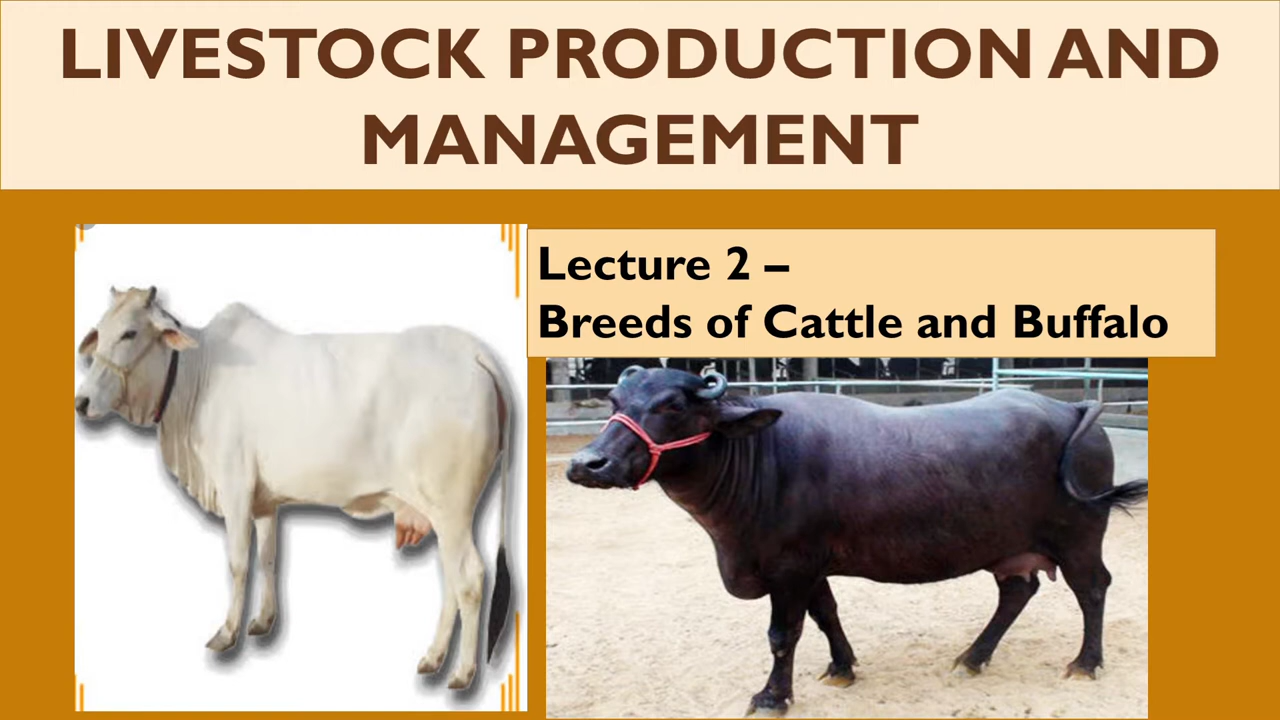 LIVESTOCK PRODUCTION AND
MANAGEMENT
Lecture 2 –
Breeds of Cattle and Buffalo